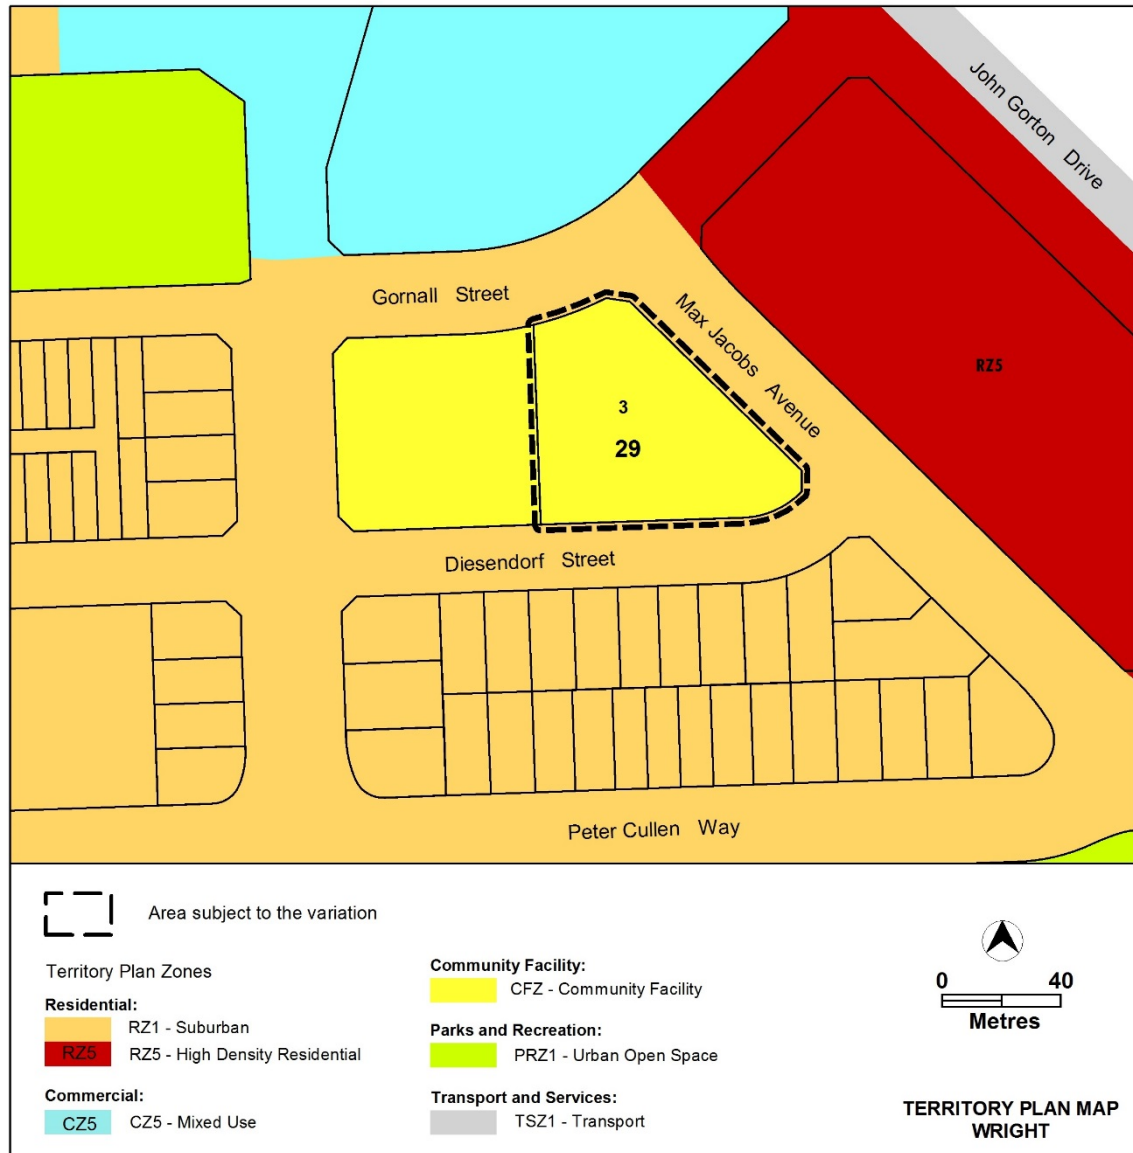 John Gorton Drive
Gornall Street
Max Jacobs Avenue
RZ5
3
29
Diesendorf Street
Peter Cullen Way
Area subject to the variation
Territory Plan Zones
Residential:
RZ1 - Suburban
RZ5 RZ5 - High Density Residential
Commercial:
CZ5 CZ5 - Mixed Use
Community Facility:
CFZ - Community Facility
Parks and Recreation:
PRZ1 - Urban Open Space
Transport and Services:
TSZ1 - Transport
0 40
Metres
TERRITORY PLAN MAP
WRIGHT